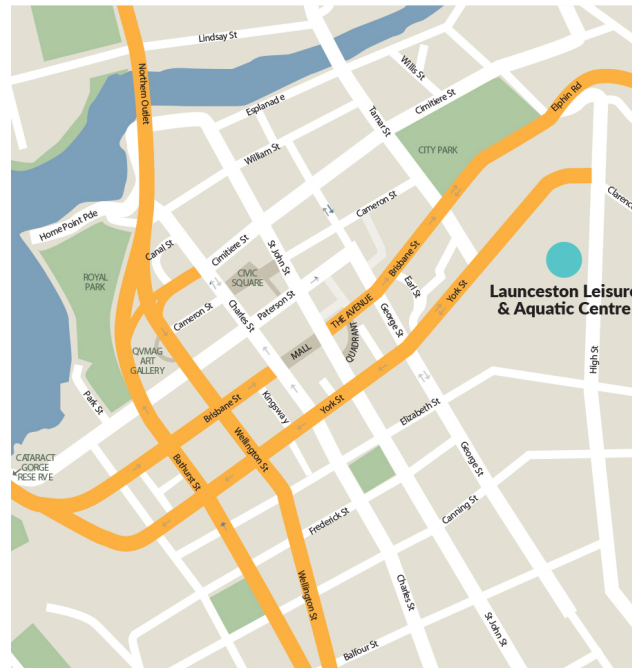 Lindsay St
Northern Outlet
Willis St
Esplanade
Tamar St
Cimitiere St
Elphin Rd
CITY PARK
William St
Cameron St
Clarence
Home Point Pde
Canal St
Cimitiere St
St John St
Brisbane St
ROYAL
PARK
CIVIC
SQUARE
Paterson St
Earl St
York St
Launceston Leisure
& Aquatic Centre
Cameron St
Charles St
THE AVENUE
George St
QUADRANT
High St
QVMAG
ART
GALLERY
MALL
Park St
Brisbane St
Kingsway
York St
Elizabeth St
Wellington St
Bathurst St
George St
CATARACT
GORGE
RESERVE
Canning St
Frederick St
Wellington St
Charles St
St John St
Balfour St